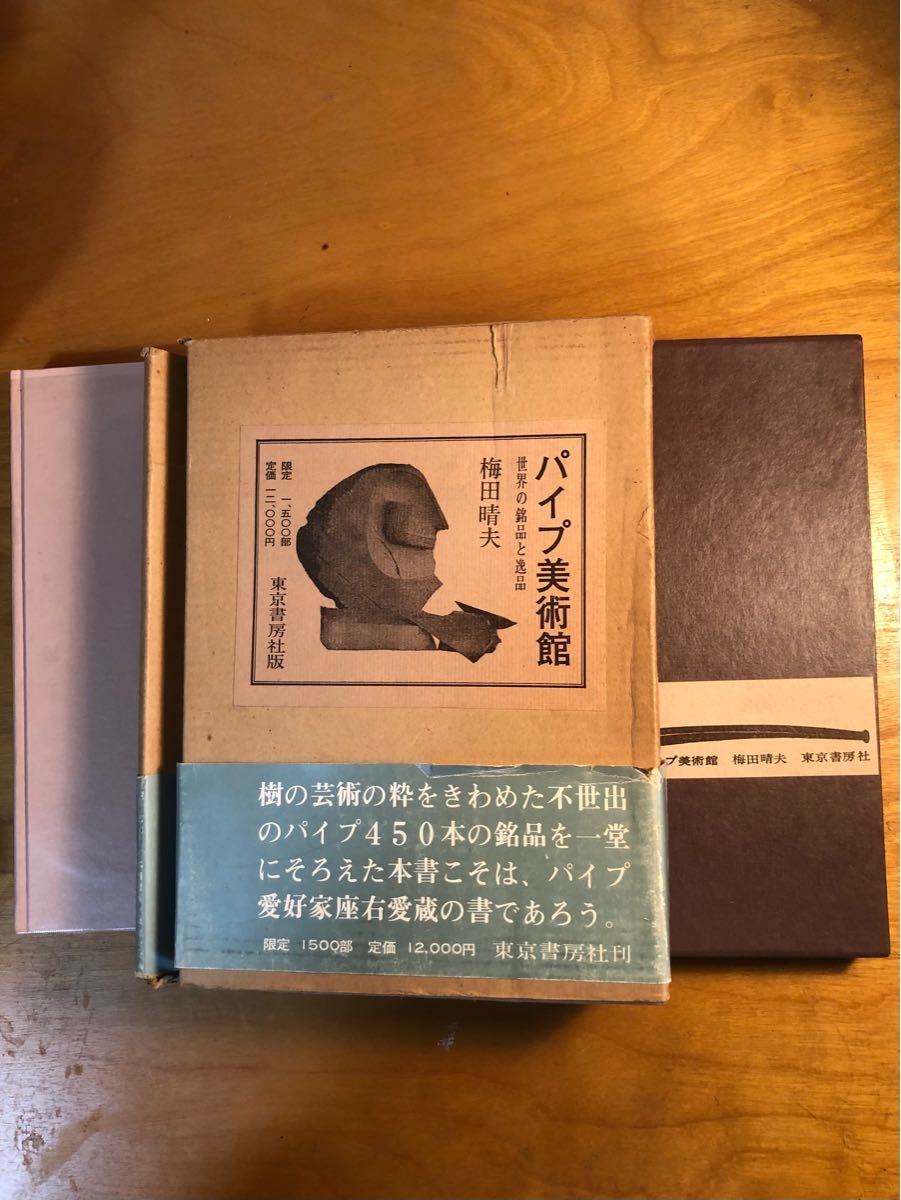 パイプ美術館
世界の銘品と逸品
梅田晴夫
限定 一、五〇〇部
定価 一二、〇〇〇円
東京書房社版
樹の芸術の粋をきわめた不世出
のパイプ450本の銘品を一堂
にそろえた本書こそは、パイプ
愛好家座右愛蔵の書であろう。
限定 1500部 定価 12,000円 東京書房社刊
プ美術館 梅田晴夫 東京書房社